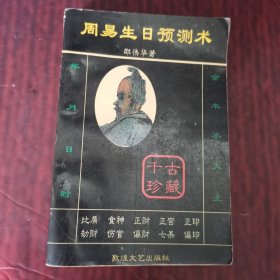 周易生日预测术
邵伟华著
年月日时
金水木火土
千古
珍藏
比肩 食神 正财 正官 正印
劫财 伤官 偏财 七杀 偏印
敦煌文艺出版社